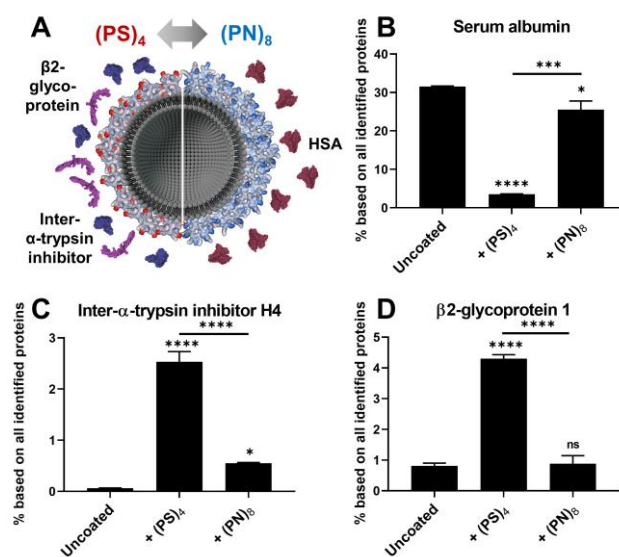 A
(PS)4
(PN)8
β2-
glyco-
protein
HSA
Inter-
α-trypsin
inhibitor
B
Serum albumin
% based on all identified proteins
40
30
20
10
0
****
***
*
Uncoated
+ (PS)4
+ (PN)8
C
Inter-α-trypsin inhibitor H4
% based on all identified proteins
3
2
1
0
****
****
*
Uncoated
+ (PS)4
+ (PN)8
D
β2-glycoprotein 1
% based on all identified proteins
5
4
3
2
1
0
****
****
ns
Uncoated
+ (PS)4
+ (PN)8